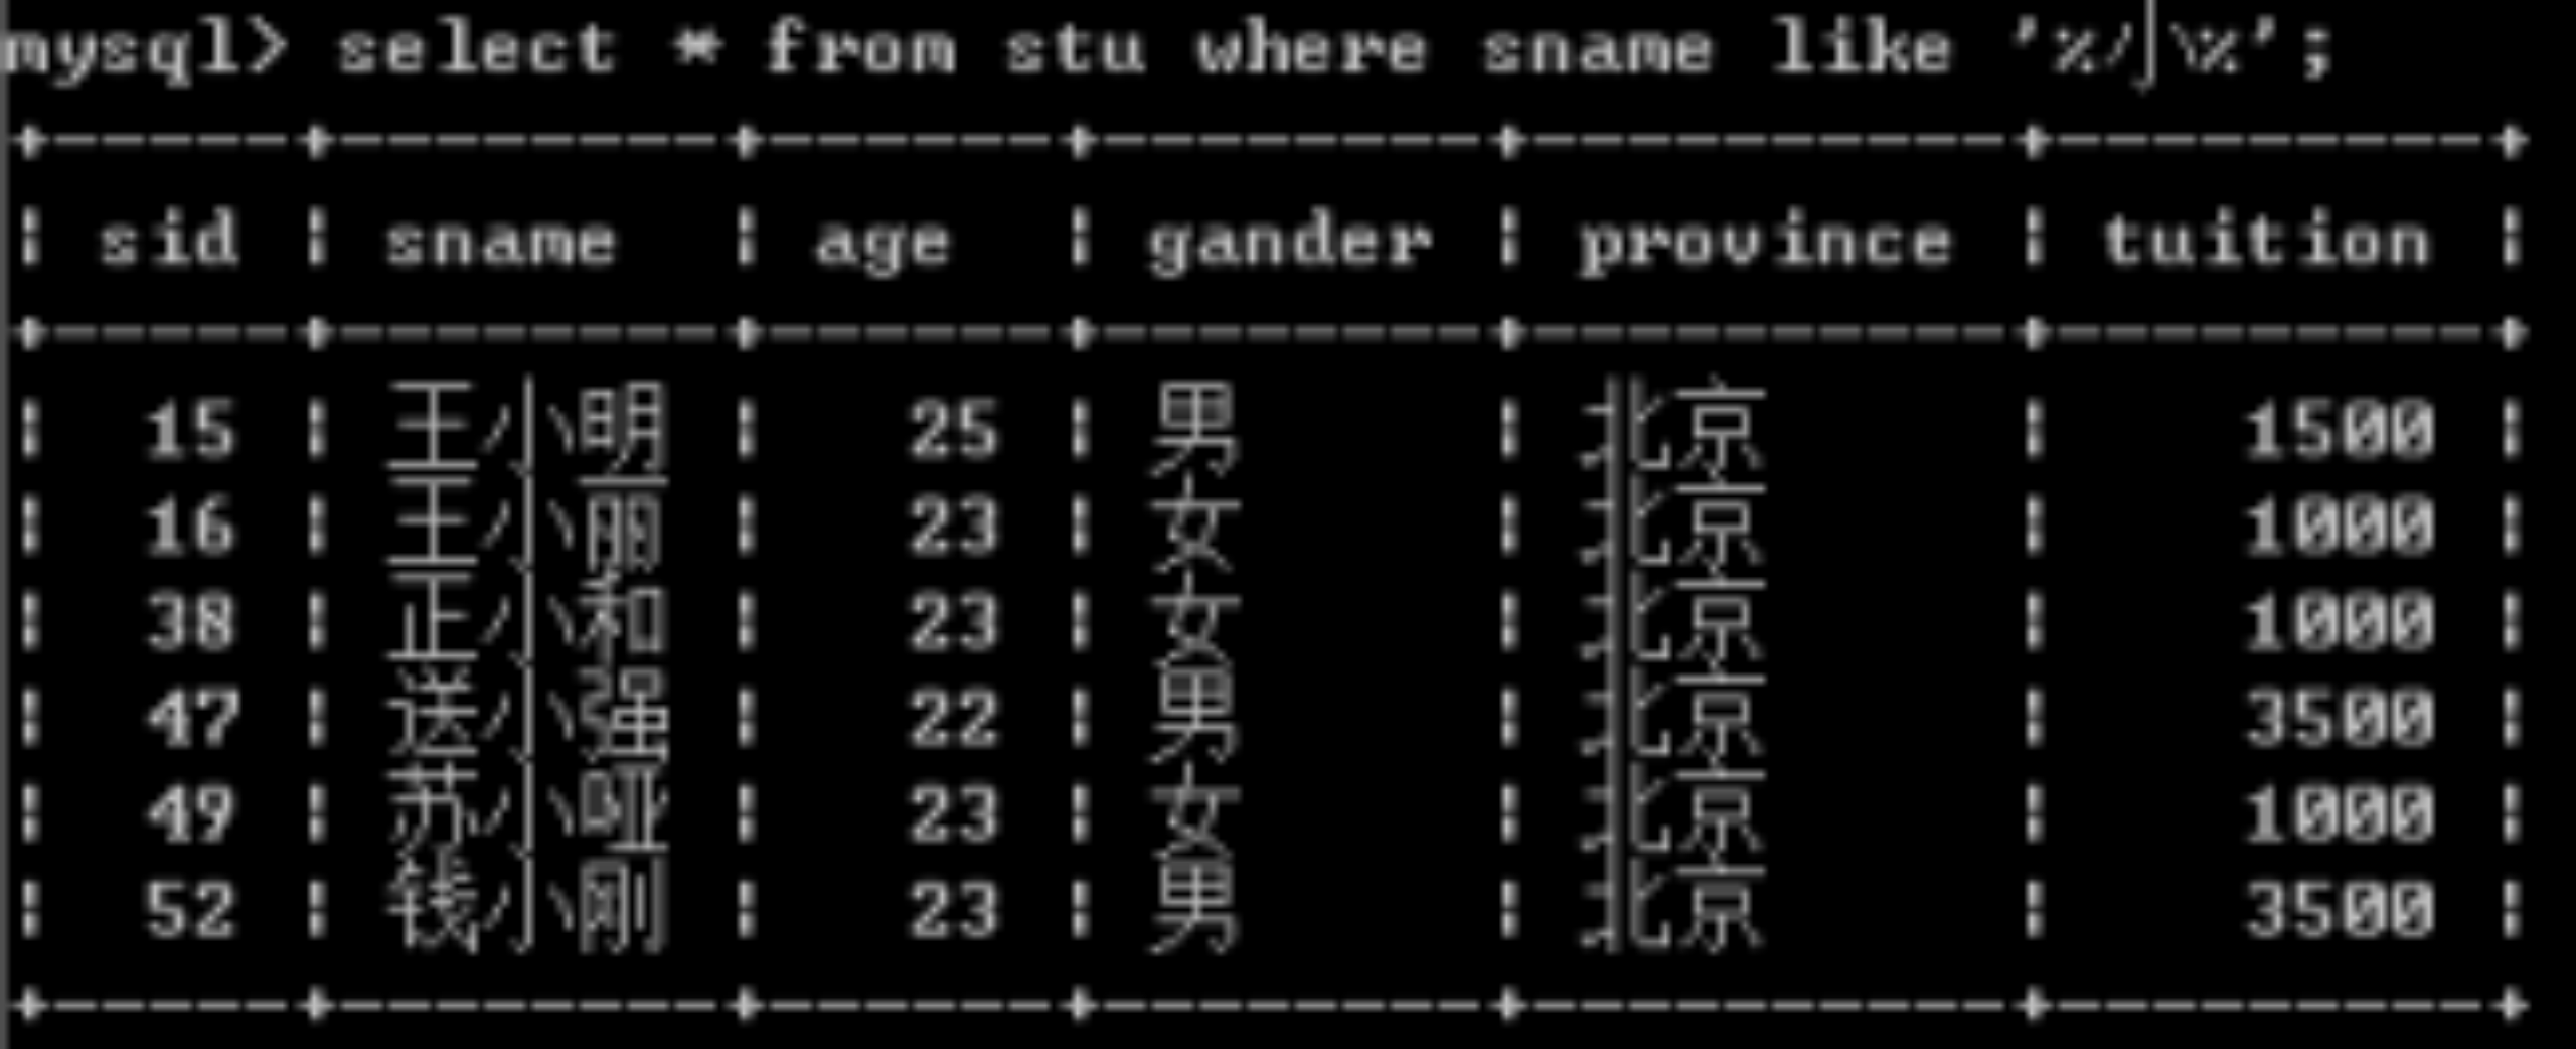 mysql> select * from stu where sname like '%小%';
+-----+--------+------+--------+----------+---------+
| sid | sname | age | gander | province | tuition |
+-----+--------+------+--------+----------+---------+
| 15 | 王小明 | 25 | 男 | 北京 | 1500 |
| 16 | 王小丽 | 23 | 女 | 北京 | 1000 |
| 38 | 正小和 | 23 | 女 | 北京 | 1000 |
| 47 | 送小强 | 22 | 男 | 北京 | 3500 |
| 49 | 苏小哑 | 23 | 女 | 北京 | 1000 |
| 52 | 钱小刚 | 23 | 男 | 北京 | 3500 |
+-----+--------+------+--------+----------+---------+